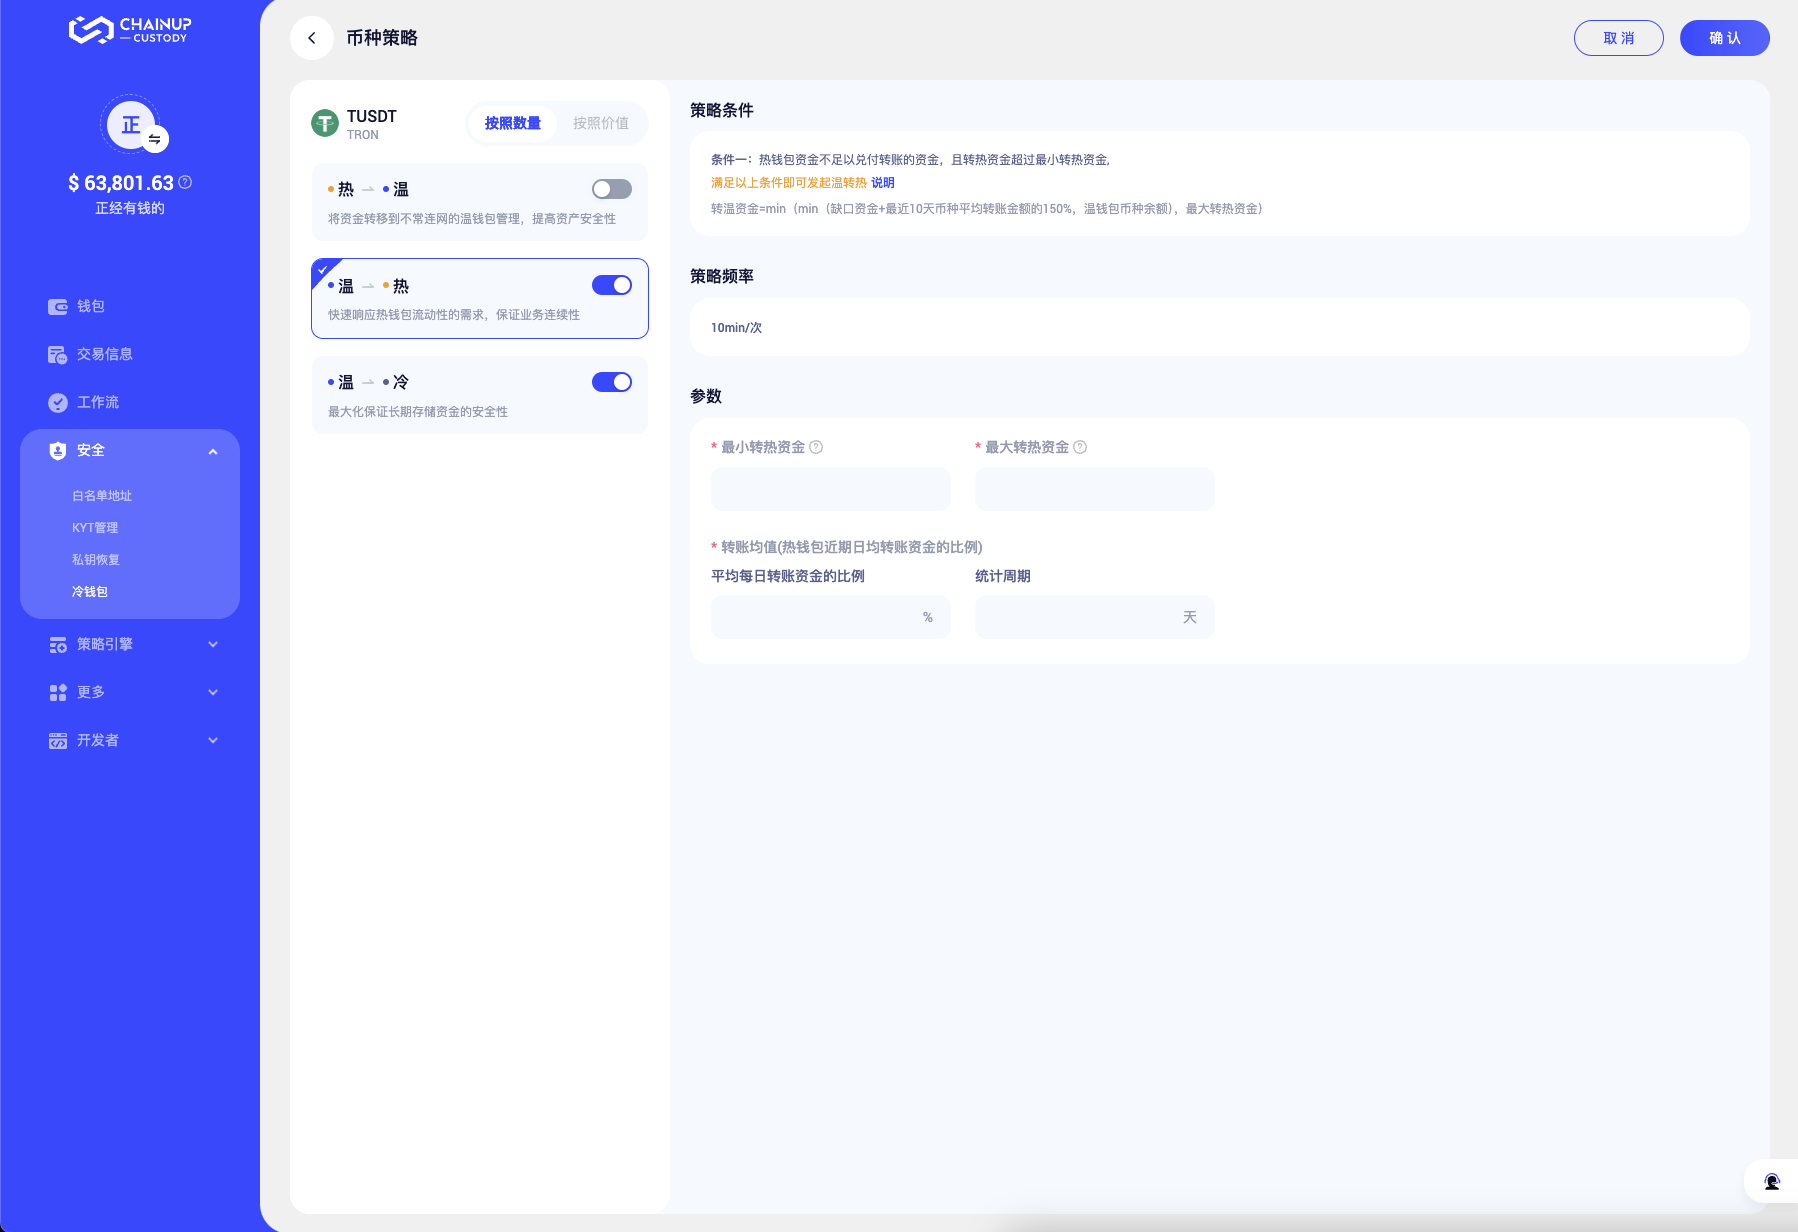 CHAINUP
CUSTODY
正
$ 63,801.63
正经有钱的
钱包
交易信息
工作流
安全
白名单地址
KYT管理
私钥恢复
冷钱包
策略引擎
更多
开发者
币种策略
取 消
确 认
TUSDT
TRON
按照数量
按照价值
热
温
将资金转移到不常连网的温钱包管理，提高资产安全性
温
热
快速响应热钱包流动性的需求，保证业务连续性
温
冷
最大化保证长期存储资金的安全性
策略条件
条件一：热钱包资金不足以兑付转账的资金，且转热资金超过最小转热资金,
满足以上条件即可发起温转热 说明
转温资金=min（min（缺口资金+最近10天币种平均转账金额的150%，温钱包币种余额），最大转热资金）
策略频率
10min/次
参数
* 最小转热资金
* 最大转热资金
* 转账均值(热钱包近期日均转账资金的比例)
平均每日转账资金的比例
统计周期
%
天